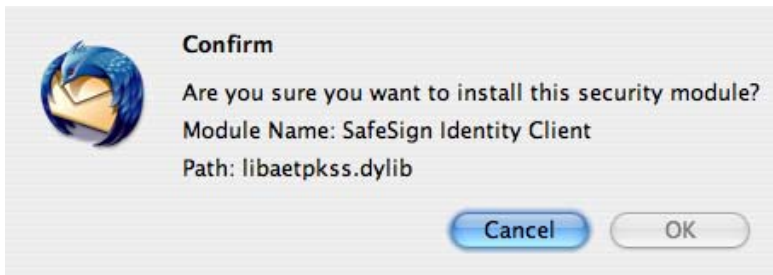 Confirm
Are you sure you want to install this security module?
Module Name: SafeSign Identity Client
Path: libaetpkss.dylib
Cancel OK